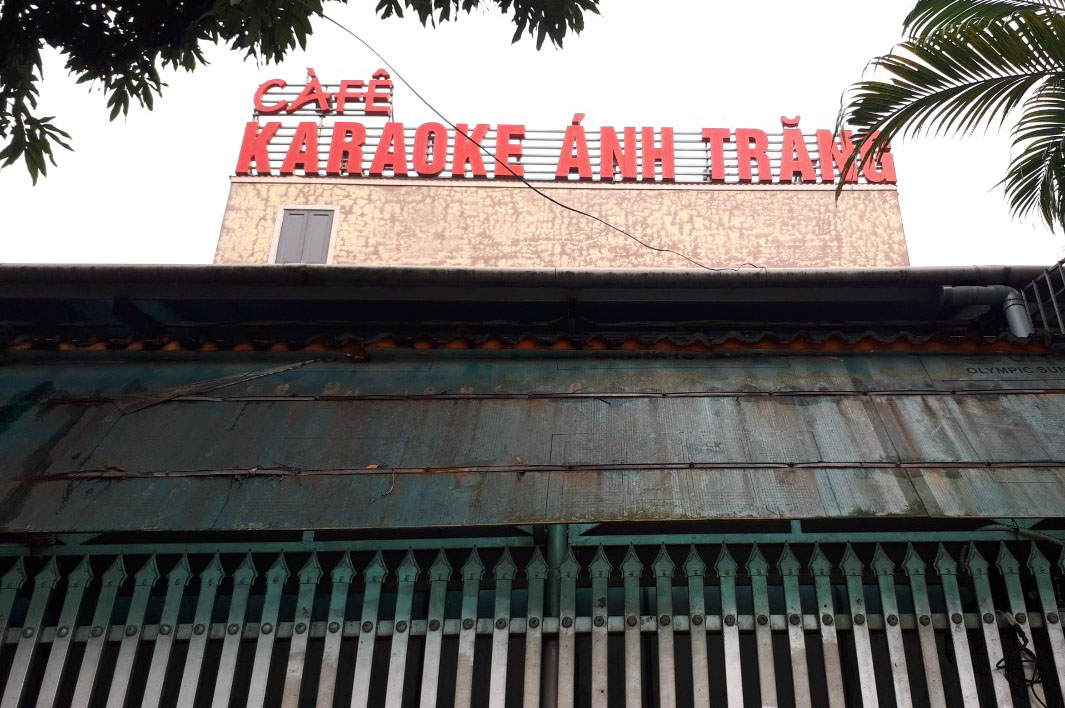 CÀFÊ
KARAOKE ÁNH TRĂNG
OLYMPIC SUN